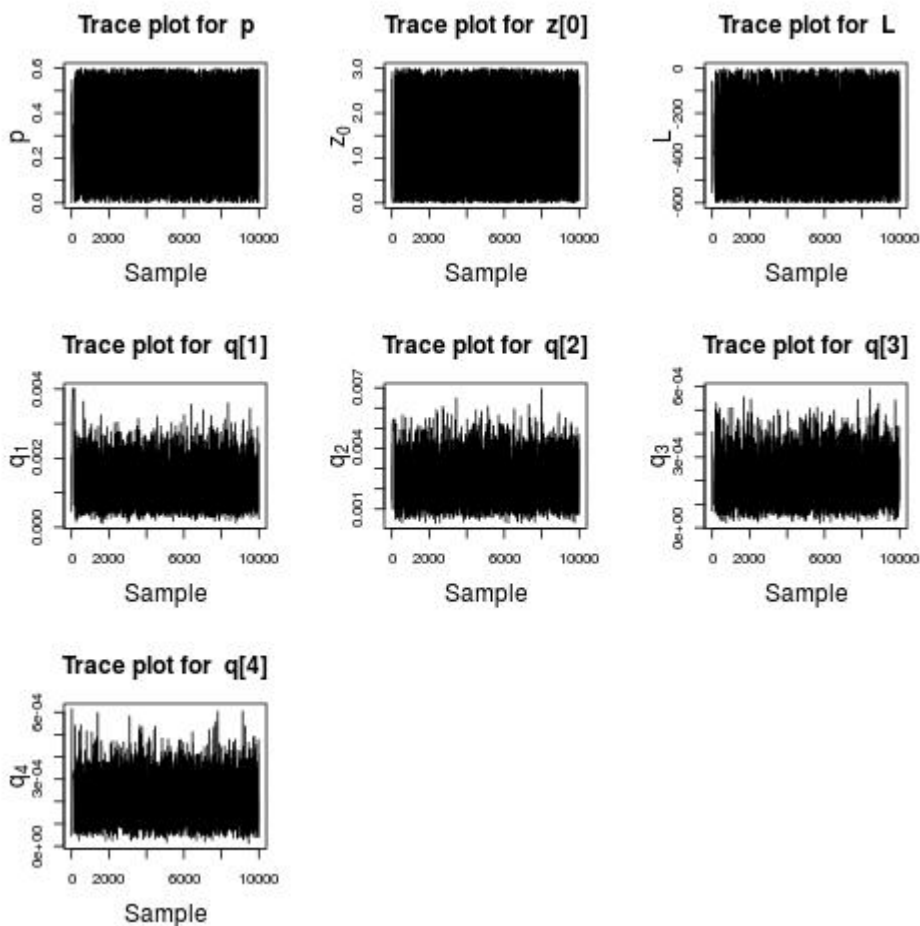 Trace plot for p
Trace plot for z[0]
Trace plot for L
p
0.0 0.2 0.4 0.6
0 2000 6000 10000
Sample
z0
0.0 1.0 2.0 3.0
0 2000 6000 10000
Sample
L
-600 -400 -200 0
0 2000 6000 10000
Sample
Trace plot for q[1]
Trace plot for q[2]
Trace plot for q[3]
q1
0.000 0.002 0.004
0 2000 6000 10000
Sample
q2
0.001 0.004 0.007
0 2000 6000 10000
Sample
q3
0e+00 3e-04 6e-04
0 2000 6000 10000
Sample
Trace plot for q[4]
q4
0e+00 3e-04 6e-04
0 2000 6000 10000
Sample